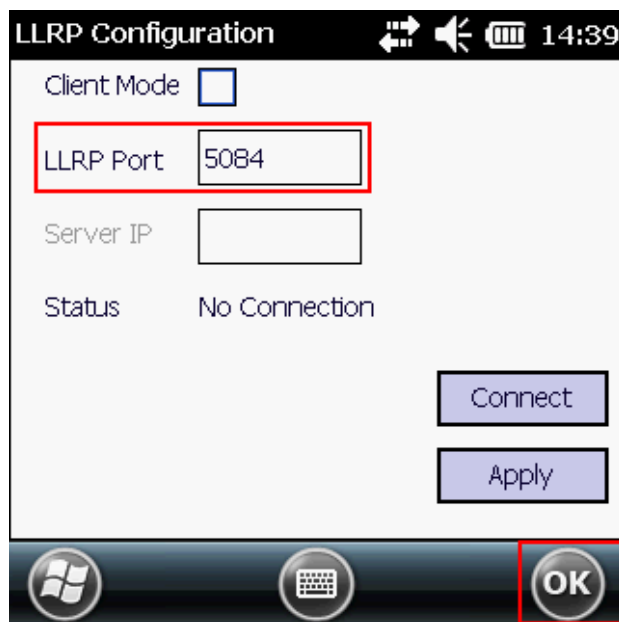 LLRP Configuration 14:39
Client Mode
LLRP Port 5084
Server IP
Status No Connection
Connect
Apply
OK